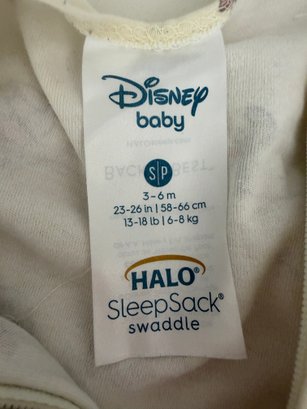 Disney
baby
S|P
3-6 m
23-26 in | 58-66 cm
13-18 lb | 6-8 kg
HALO®
SleepSack®
swaddle